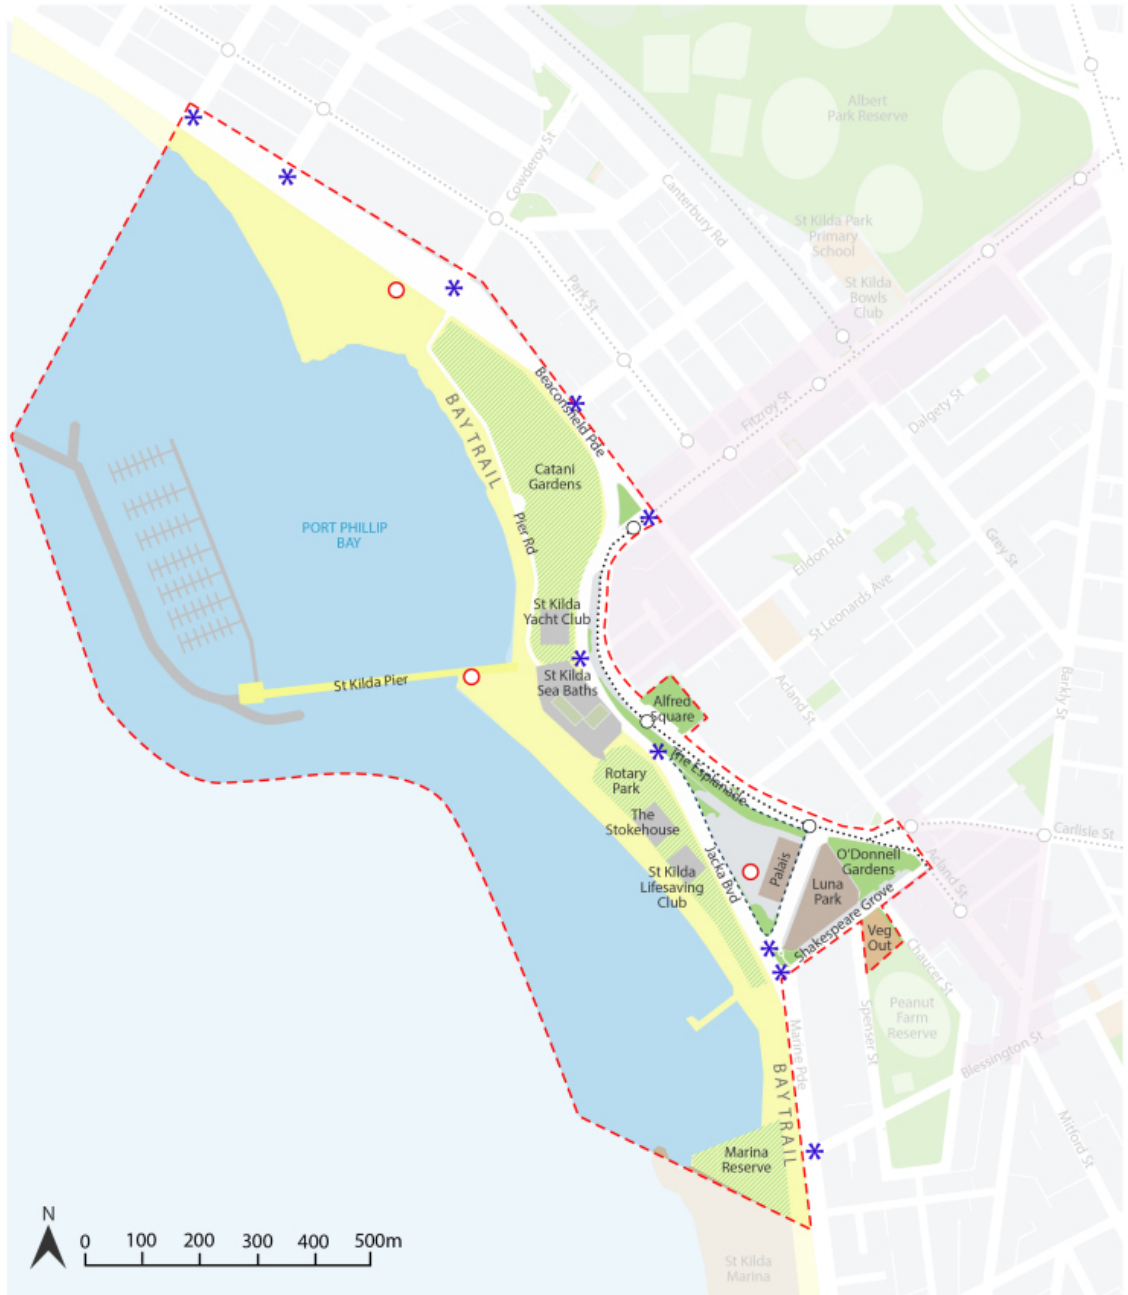 Albert
Park Reserve
Cowderoy St
Canterbury Rd
St Kilda Park
Primary
School
St Kilda
Bowls
Club
Park St
Beaconsfield Pde
Fitzroy St
Dalgety St
BAY TRAIL
Catani
Gardens
PORT PHILLIP
BAY
Pier Rd
Eildon Rd
Grey St
St Leonards Ave
St Kilda
Yacht Club
St Kilda Pier
St Kilda
Sea Baths
Alfred
Square
Acland St
Barkly St
The Esplanade
Rotary
Park
The
Stokehouse
Jacka Bvd
Palais
Carlisle St
O'Donnell
Gardens
Acland St
Luna
Park
St Kilda
Lifesaving
Club
Shakespeare Grove
Veg
Out
Chaucer St
Peanut
Farm
Reserve
Spenser St
Marine Pde
Blessington St
BAY TRAIL
Mitford St
Marina
Reserve
N
0 100 200 300 400 500m
St Kilda
Marina